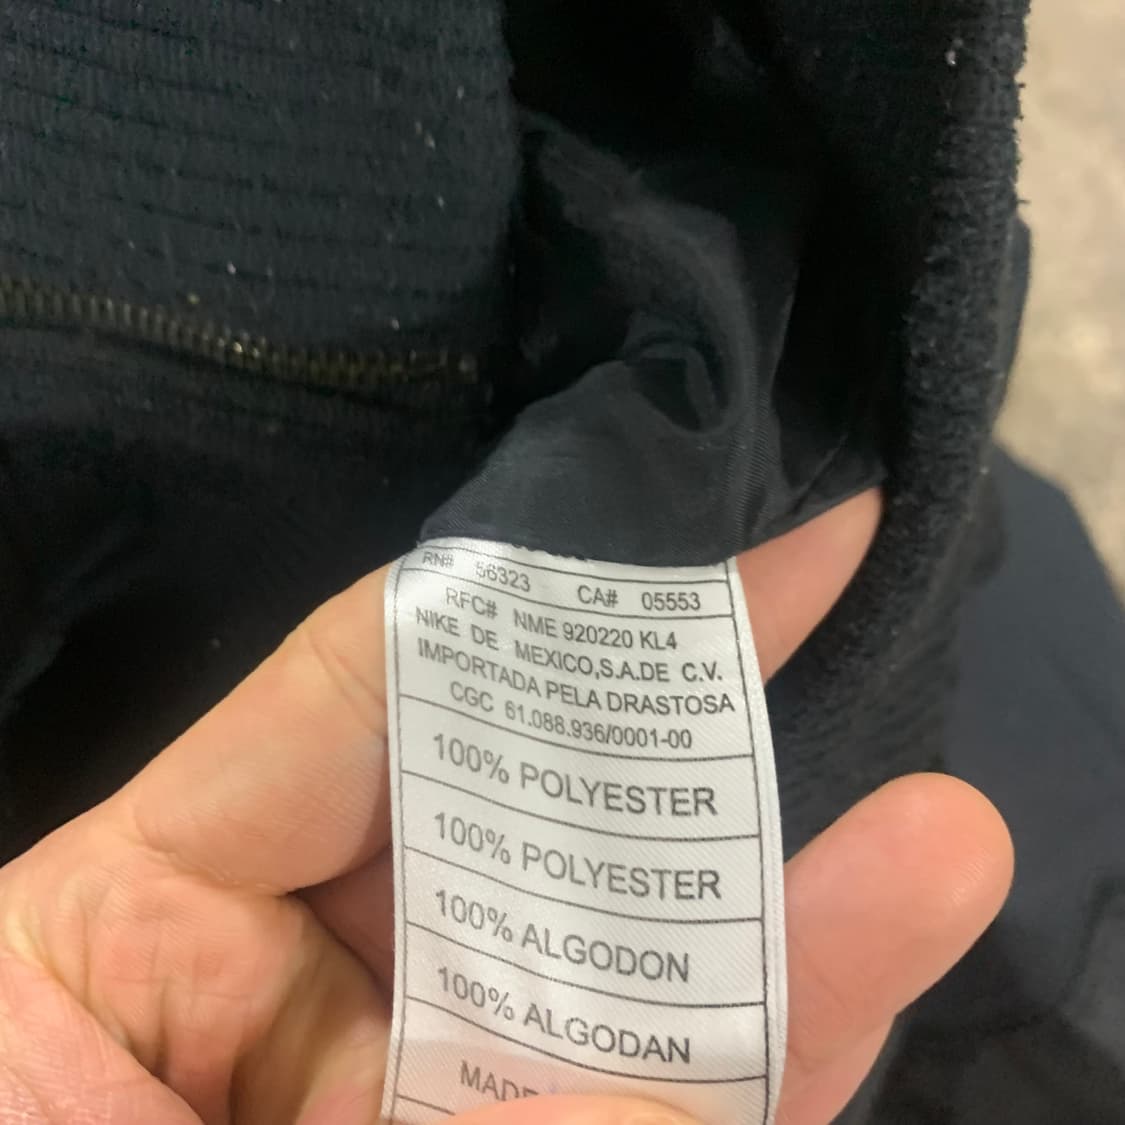 RN# 56323 CA# 05553
RFC# NME 920220 KL4
NIKE DE MEXICO,S.A.DE C.V.
IMPORTADA PELA DRASTOSA
CGC 61.088.936/0001-00
100% POLYESTER
100% POLYESTER
100% ALGODON
100% ALGODAN
MADE